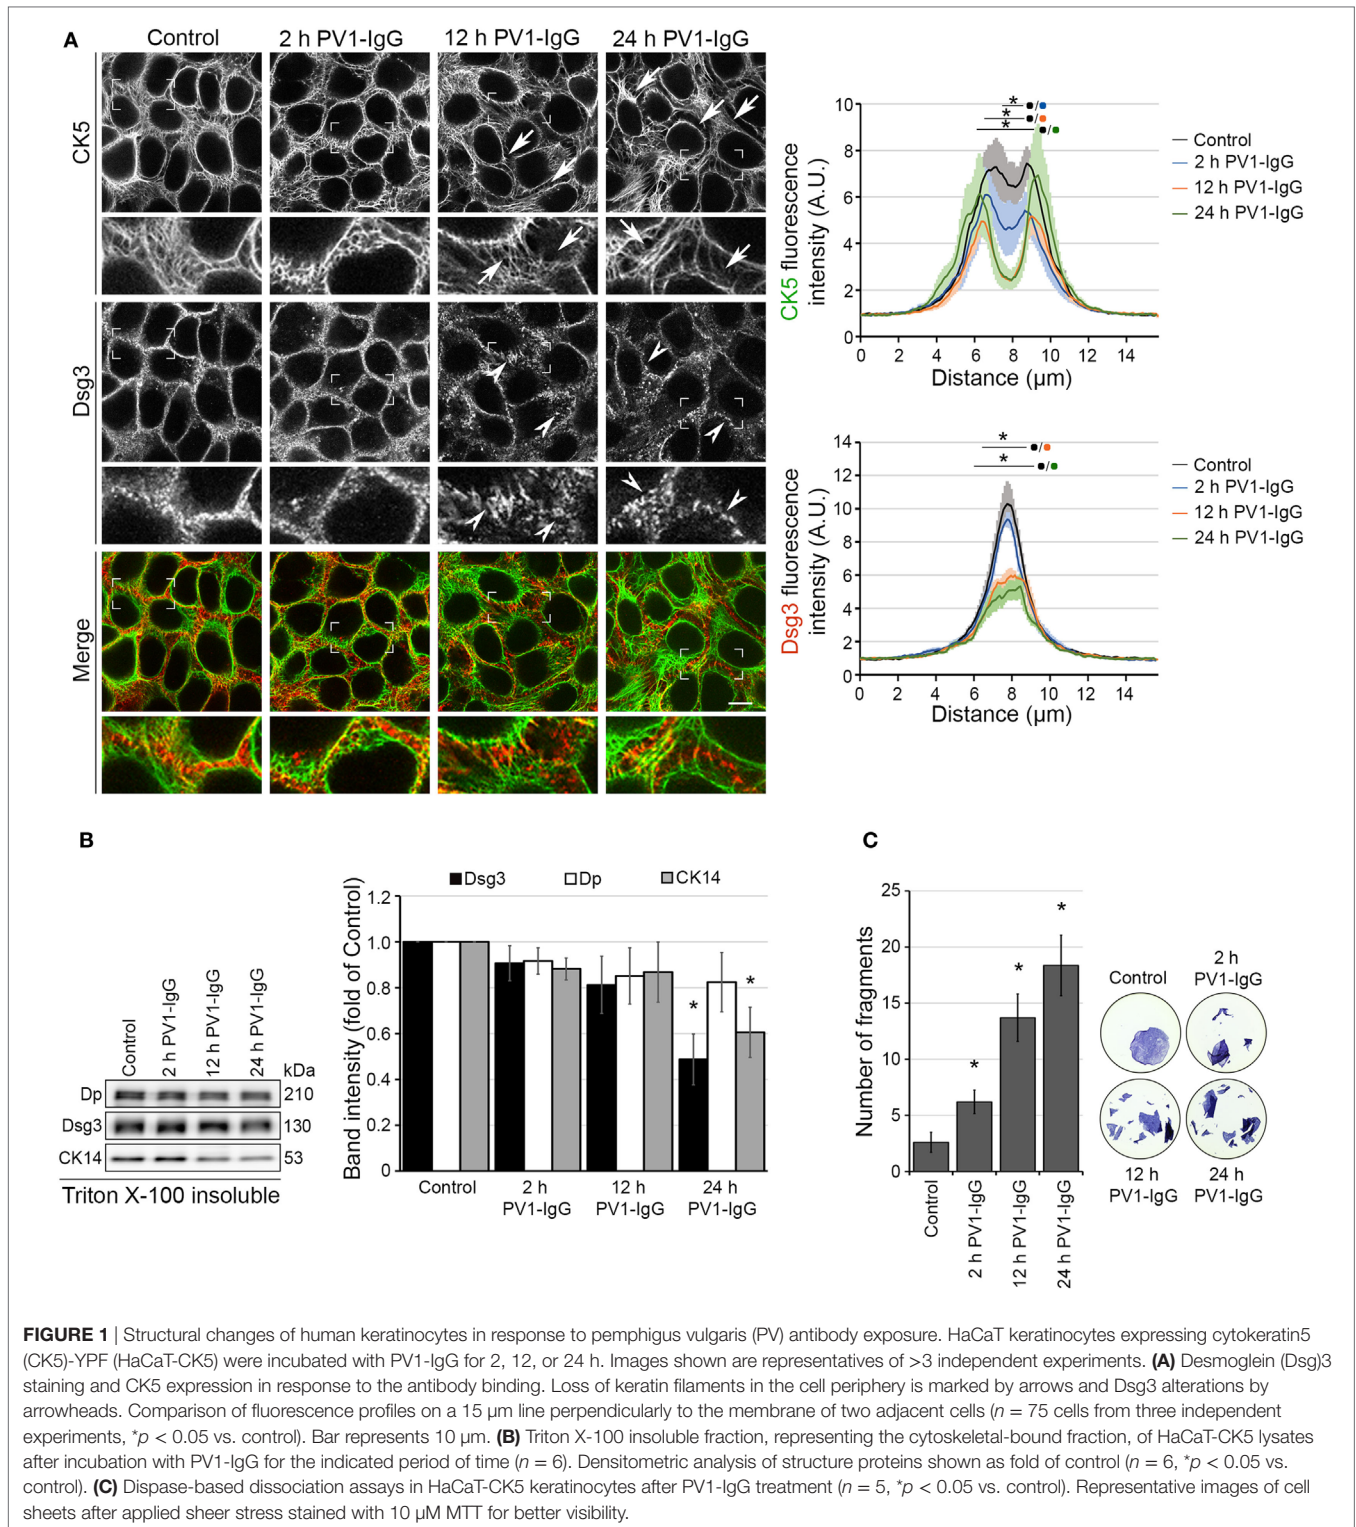 A
Control
2 h PV1-IgG
12 h PV1-IgG
24 h PV1-IgG
CK5
Dsg3
Merge
10
8
6
4
2
0
CK5 fluorescence
intensity (A.U.)
* ■/■
* ■/■
* ■/■
0 2 4 6 8 10 12 14
Distance (µm)
Control
2 h PV1-IgG
12 h PV1-IgG
24 h PV1-IgG
14
12
10
8
6
4
2
0
Dsg3 fluorescence
intensity (A.U.)
* ■/■
* ■/■
0 2 4 6 8 10 12 14
Distance (µm)
Control
2 h PV1-IgG
12 h PV1-IgG
24 h PV1-IgG
B
Control
2 h PV1-IgG
12 h PV1-IgG
24 h PV1-IgG
kDa
Dp 210
Dsg3 130
CK14 53
Triton X-100 insoluble
Dsg3 Dp CK14
Band intensity (fold of Control)
1.2
1.0
0.8
0.6
0.4
0.2
0
* *
Control 2 h 12 h 24 h
PV1-IgG PV1-IgG PV1-IgG
C
Number of fragments
25
20
15
10
5
0
*
*
*
Control
2 h PV1-IgG
12 h PV1-IgG
24 h PV1-IgG
2 h
Control PV1-IgG
12 h 24 h
PV1-IgG PV1-IgG
FIGURE 1 | Structural changes of human keratinocytes in response to pemphigus vulgaris (PV) antibody exposure. HaCaT keratinocytes expressing cytokeratin5
(CK5)-YPF (HaCaT-CK5) were incubated with PV1-IgG for 2, 12, or 24 h. Images shown are representatives of >3 independent experiments. (A) Desmoglein (Dsg)3
staining and CK5 expression in response to the antibody binding. Loss of keratin filaments in the cell periphery is marked by arrows and Dsg3 alterations by
arrowheads. Comparison of fluorescence profiles on a 15 µm line perpendicularly to the membrane of two adjacent cells (n = 75 cells from three independent
experiments, *p < 0.05 vs. control). Bar represents 10 µm. (B) Triton X-100 insoluble fraction, representing the cytoskeletal-bound fraction, of HaCaT-CK5 lysates
after incubation with PV1-IgG for the indicated period of time (n = 6). Densitometric analysis of structure proteins shown as fold of control (n = 6, *p < 0.05 vs.
control). (C) Dispase-based dissociation assays in HaCaT-CK5 keratinocytes after PV1-IgG treatment (n = 5, *p < 0.05 vs. control). Representative images of cell
sheets after applied sheer stress stained with 10 µM MTT for better visibility.